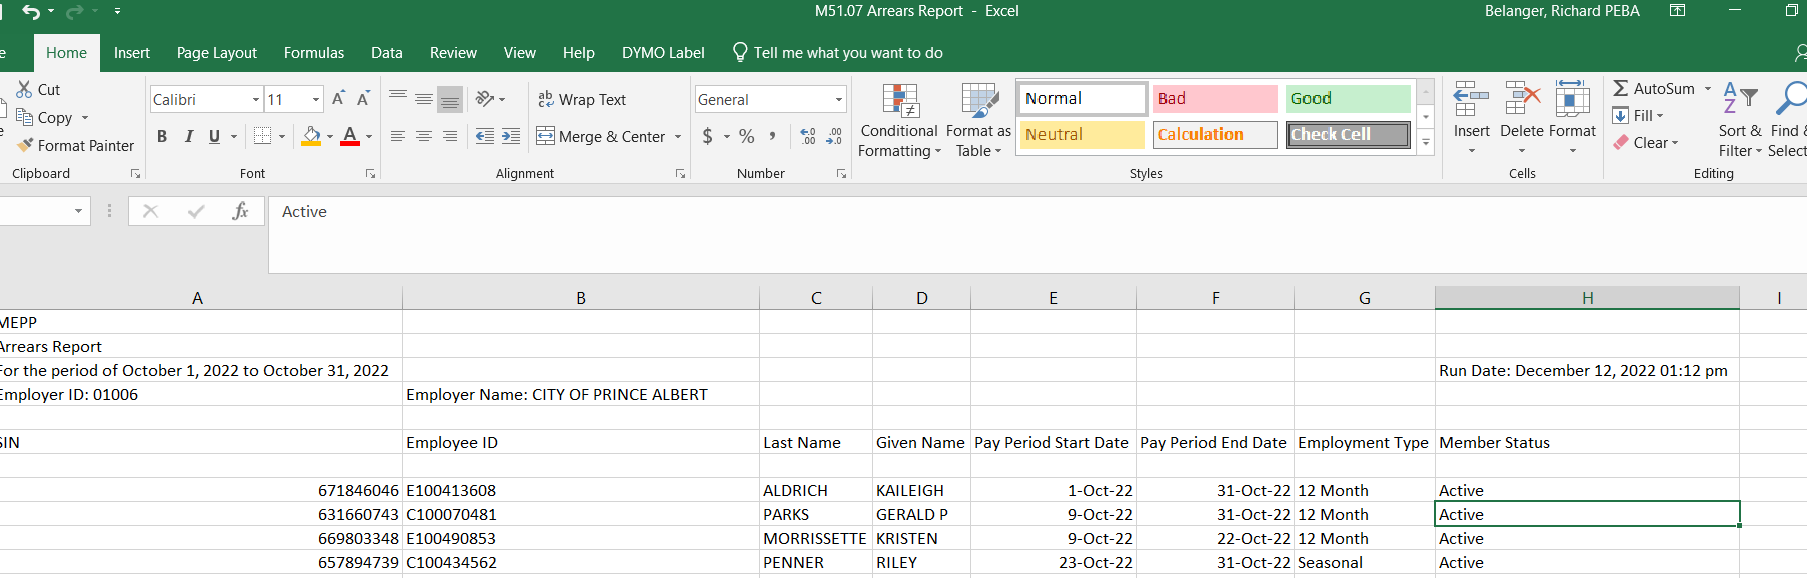 M51.07 Arrears Report - Excel
Belanger, Richard PEBA
Home Insert Page Layout Formulas Data Review View Help DYMO Label Tell me what you want to do
Cut
Copy
Format Painter
Clipboard
Calibri 11
B I U
Font
Wrap Text
Merge & Center
Alignment
General
$ % ,
Number
Conditional Formatting
Format as Table
Normal Bad Good
Neutral Calculation Check Cell
Styles
Insert Delete Format
Cells
AutoSum
Fill
Clear
Sort & Filter
Find &
Select
Editing
fx Active
A B C D E F G H I
MEPP
Arrears Report
For the period of October 1, 2022 to October 31, 2022 Run Date: December 12, 2022 01:12 pm
Employer ID: 01006 Employer Name: CITY OF PRINCE ALBERT
SIN Employee ID Last Name Given Name Pay Period Start Date Pay Period End Date Employment Type Member Status
671846046 E100413608 ALDRICH KAILEIGH 1-Oct-22 31-Oct-22 12 Month Active
631660743 C100070481 PARKS GERALD P 9-Oct-22 31-Oct-22 12 Month Active
669803348 E100490853 MORRISSETTE KRISTEN 9-Oct-22 22-Oct-22 12 Month Active
657894739 C100434562 PENNER RILEY 23-Oct-22 31-Oct-22 Seasonal Active